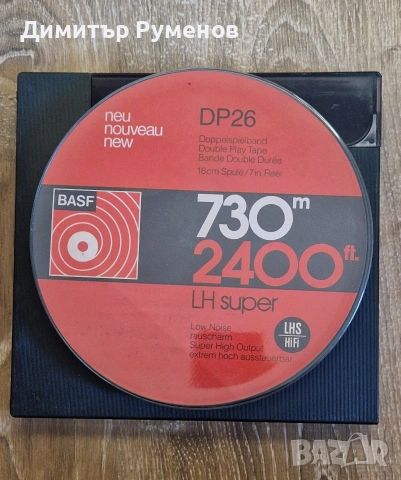 Димитър Руменов
neu
nouveau
new
DP26
Doppelspielband
Double Play Tape
Bande Double Durée
18cm Spule/7in. Reel
BASF
730m
2400ft.
LH super
Low Noise
rauscharm
Super High Output
extrem hoch aussteuerbar
LHS
HiFi
BAZAR